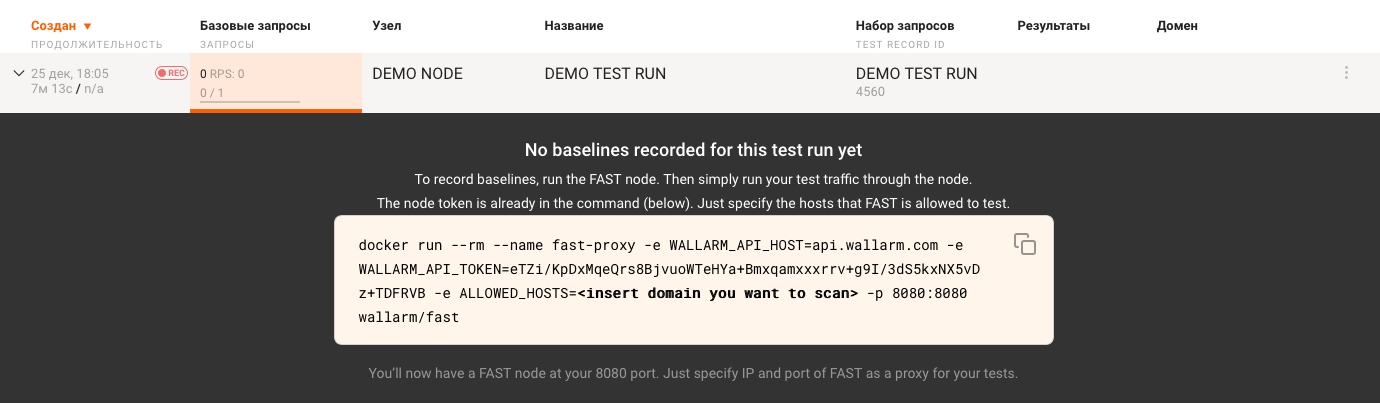 Создан ▼ Базовые запросы Узел Название Набор запросов Результаты Домен
ПРОДОЛЖИТЕЛЬНОСТЬ ЗАПРОСЫ TEST RECORD ID
25 дек, 18:05 REC 0 RPS: 0 DEMO NODE DEMO TEST RUN DEMO TEST RUN
7м 13с / n/a 0 / 1 4560
No baselines recorded for this test run yet
To record baselines, run the FAST node. Then simply run your test traffic through the node.
The node token is already in the command (below). Just specify the hosts that FAST is allowed to test.
docker run --rm --name fast-proxy -e WALLARM_API_HOST=api.wallarm.com -e
WALLARM_API_TOKEN=eTZi/KpDxMqeQrs8BjvuoWTeHYa+Bmxqamxxxrrv+g9I/3dS5kxNX5vD
z+TDFRVB -e ALLOWED_HOSTS=<insert domain you want to scan> -p 8080:8080
wallarm/fast
You'll now have a FAST node at your 8080 port. Just specify IP and port of FAST as a proxy for your tests.